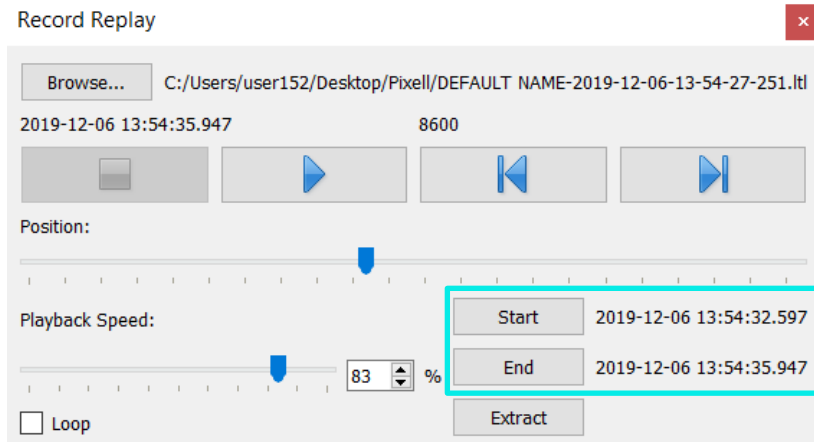 Record Replay
Browse... C:/Users/user152/Desktop/Pixell/DEFAULT NAME-2019-12-06-13-54-27-251.ltl
2019-12-06 13:54:35.947 8600
Position:
Playback Speed:
Start 2019-12-06 13:54:32.597
83 %
End 2019-12-06 13:54:35.947
Loop
Extract